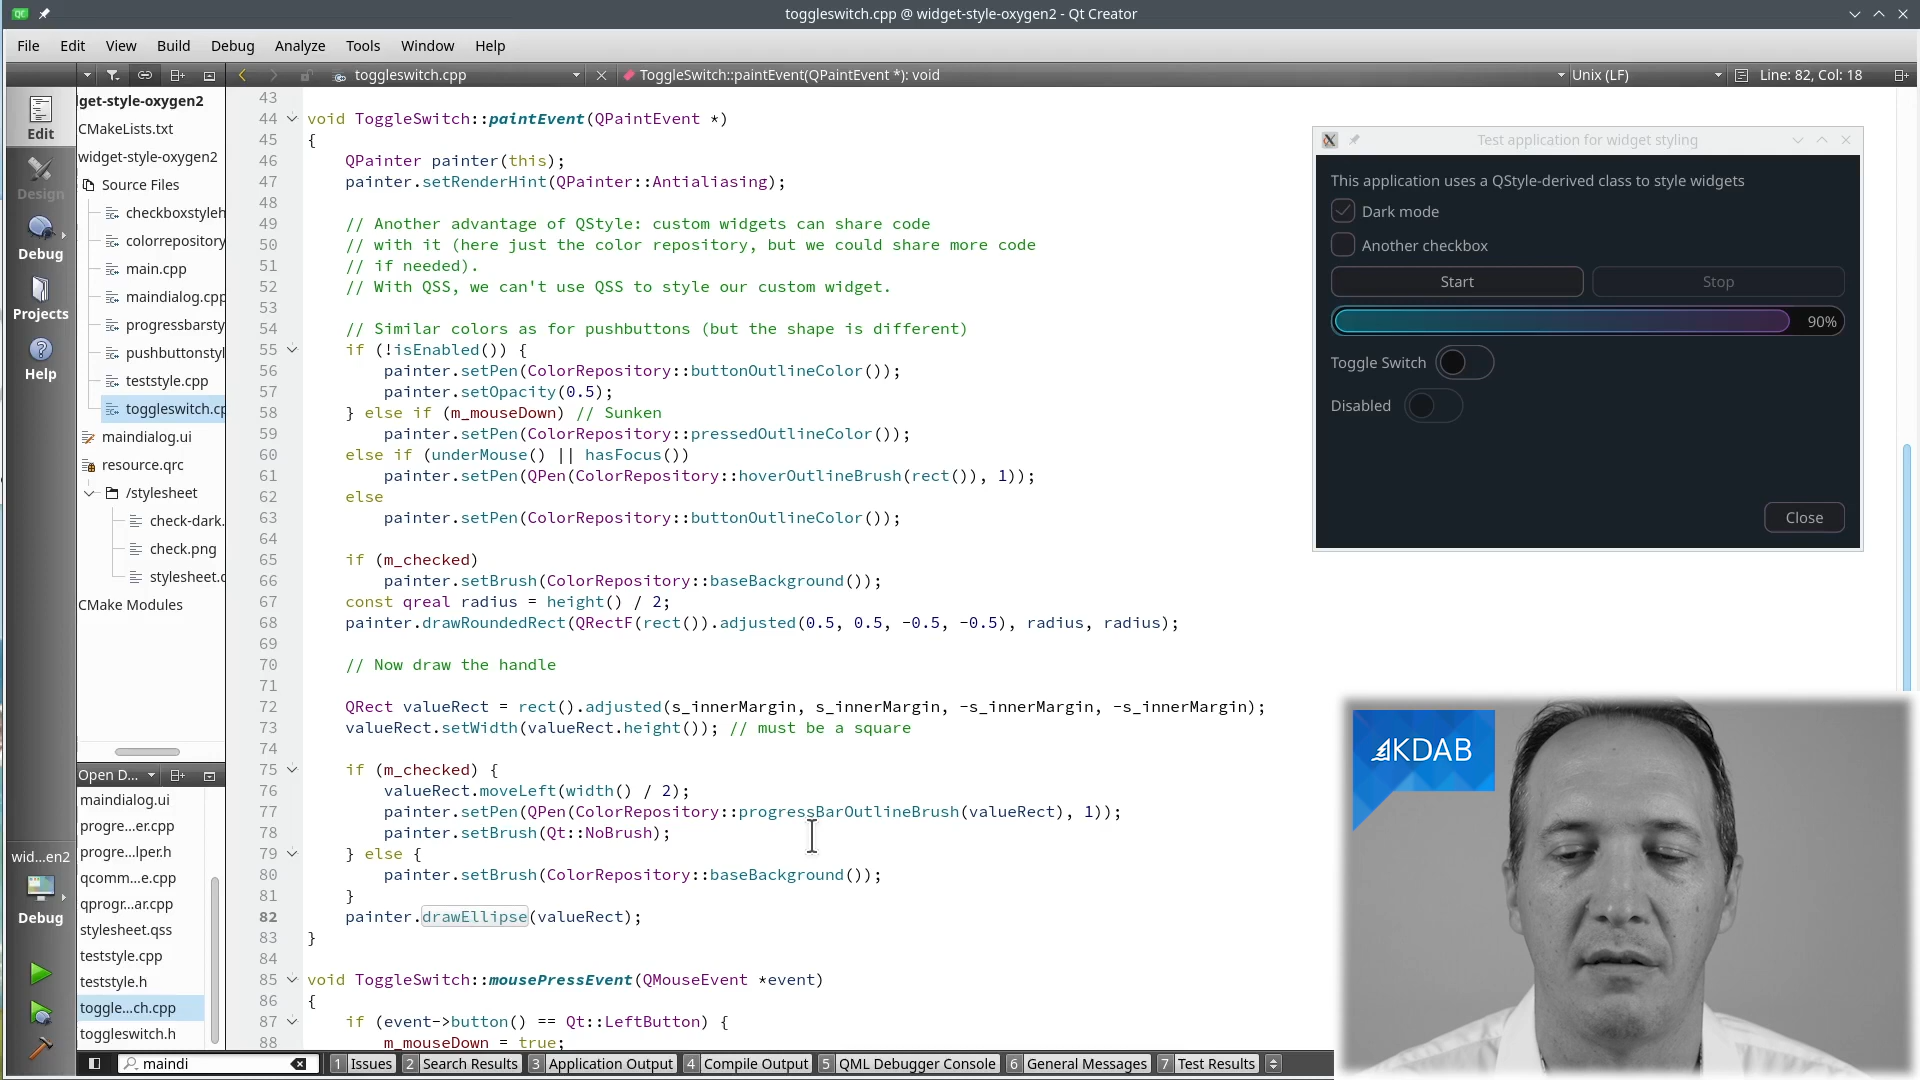 toggleswitch.cpp @ widget-style-oxygen2 - Qt Creator
File Edit View Build Debug Analyze Tools Window Help
toggleswitch.cpp ToggleSwitch::paintEvent(QPaintEvent *): void Unix (LF) Line: 82, Col: 18
Edit
Design
Debug
Projects
Help
wid...en2
Debug
lget-style-oxygen2
CMakeLists.txt
widget-style-oxygen2
Source Files
checkboxstyleh
colorrepository
main.cpp
maindialog.cpp
progressbarsty
pushbuttonstyl
teststyle.cpp
toggleswitch.cp
maindialog.ui
resource.qrc
/stylesheet
check-dark.
check.png
stylesheet.c
CMake Modules
Open D...
maindialog.ui
progre...er.cpp
progre...lper.h
qcomm...e.cpp
qprogr...ar.cpp
stylesheet.qss
teststyle.cpp
teststyle.h
toggle...ch.cpp
toggleswitch.h
43
44 void ToggleSwitch::paintEvent(QPaintEvent *)
45 {
46 QPainter painter(this);
47 painter.setRenderHint(QPainter::Antialiasing);
48
49 // Another advantage of QStyle: custom widgets can share code
50 // with it (here just the color repository, but we could share more code
51 // if needed).
52 // With QSS, we can't use QSS to style our custom widget.
53
54 // Similar colors as for pushbuttons (but the shape is different)
55 if (!isEnabled()) {
56 painter.setPen(ColorRepository::buttonOutlineColor());
57 painter.setOpacity(0.5);
58 } else if (m_mouseDown) // Sunken
59 painter.setPen(ColorRepository::pressedOutlineColor());
60 else if (underMouse() || hasFocus())
61 painter.setPen(QPen(ColorRepository::hoverOutlineBrush(rect()), 1));
62 else
63 painter.setPen(ColorRepository::buttonOutlineColor());
64
65 if (m_checked)
66 painter.setBrush(ColorRepository::baseBackground());
67 const qreal radius = height() / 2;
68 painter.drawRoundedRect(QRectF(rect()).adjusted(0.5, 0.5, -0.5, -0.5), radius, radius);
69
70 // Now draw the handle
71
72 QRect valueRect = rect().adjusted(s_innerMargin, s_innerMargin, -s_innerMargin, -s_innerMargin);
73 valueRect.setWidth(valueRect.height()); // must be a square
74
75 if (m_checked) {
76 valueRect.moveLeft(width() / 2);
77 painter.setPen(QPen(ColorRepository::progressBarOutlineBrush(valueRect), 1));
78 painter.setBrush(Qt::NoBrush);
79 } else {
80 painter.setBrush(ColorRepository::baseBackground());
81 }
82 painter.drawEllipse(valueRect);
83 }
84
85 void ToggleSwitch::mousePressEvent(QMouseEvent *event)
86 {
87 if (event->button() == Qt::LeftButton) {
88 m_mouseDown = true;
Test application for widget styling
This application uses a QStyle-derived class to style widgets
Dark mode
Another checkbox
Start Stop
90%
Toggle Switch
Disabled
Close
KDAB
maindi 1 Issues 2 Search Results 3 Application Output 4 Compile Output 5 QML Debugger Console 6 General Messages 7 Test Results